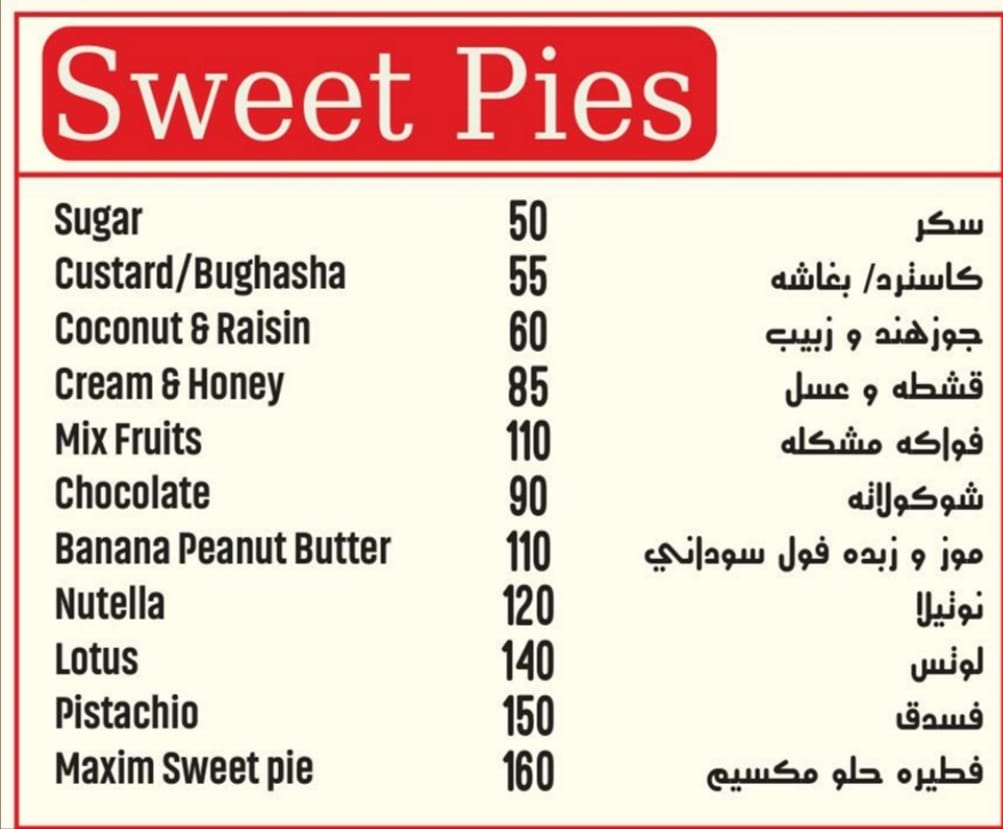 Sweet Pies
Sugar 50 سكر
Custard/Bughasha 55 كاسترد/ بغاشه
Coconut & Raisin 60 جوزهند و زبيب
Cream & Honey 85 قشطه و عسل
Mix Fruits 110 فواكه مشكله
Chocolate 90 شوكولاته
Banana Peanut Butter 110 موز و زبده فول سوداني
Nutella 120 نوتيلا
Lotus 140 لوتس
Pistachio 150 فسدق
Maxim Sweet pie 160 فطيره حلو مكسيم